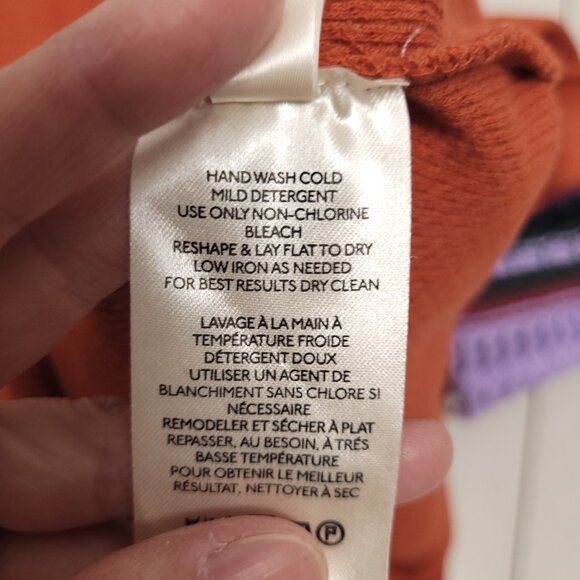 HAND WASH COLD
MILD DETERGENT
USE ONLY NON-CHLORINE
BLEACH
RESHAPE & LAY FLAT TO DRY
LOW IRON AS NEEDED
FOR BEST RESULTS DRY CLEAN
LAVAGE À LA MAIN À
TEMPÉRATURE FROIDE
DÉTERGENT DOUX
UTILISER UN AGENT DE
BLANCHIMENT SANS CHLORE SI
NÉCESSAIRE
REMODELER ET SÉCHER À PLAT
REPASSER, AU BESOIN, À TRÉS
BASSE TEMPÉRATURE
POUR OBTENIR LE MEILLEUR
RÉSULTAT, NETTOYER À SEC
P